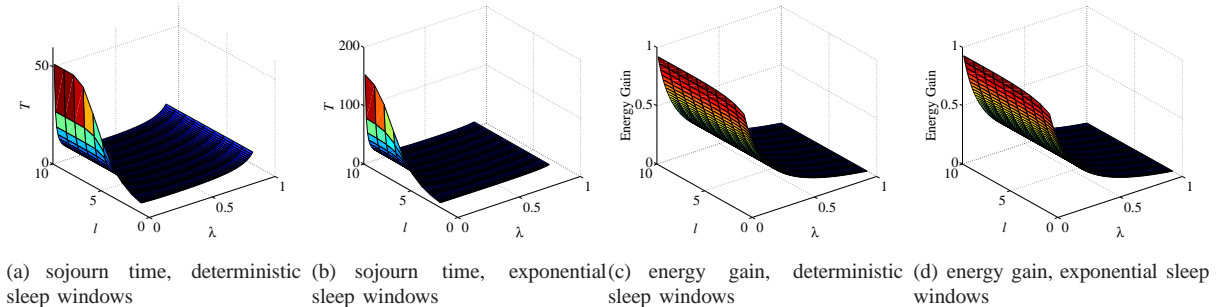 50
T
0
10
5
l
0
0
0.5
λ
1
200
T
100
0
10
5
l
0
0
0.5
λ
1
1
Energy Gain
0.5
0
10
5
l
0
0
0.5
λ
1
1
Energy Gain
0.5
0
10
5
l
0
0
0.5
λ
1
(a) sojourn time, deterministic
sleep windows
(b) sojourn time, exponential
sleep windows
(c) energy gain, deterministic
sleep windows
(d) energy gain, exponential sleep
windows